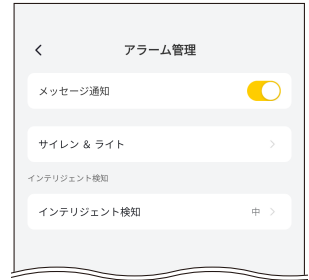 アラーム管理
メッセージ通知
サイレン & ライト
インテリジェント検知
インテリジェント検知 中